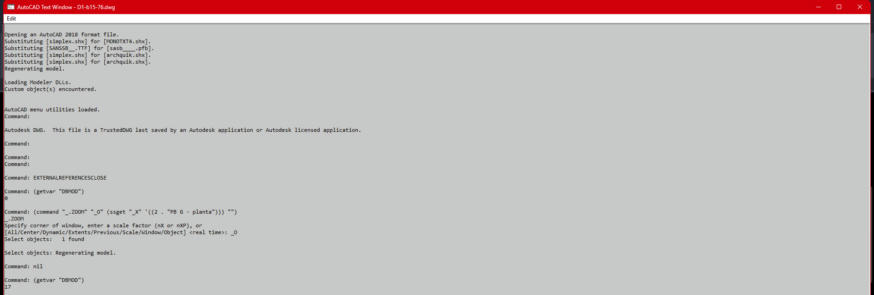 AutoCAD Text Window - D1-b15-76.dwg
Edit
Opening an AutoCAD 2018 format file.
Substituting [simplex.shx] for [MONOTXT4.shx].
Substituting [SANSSB__.TTF] for [sasb____.pfb].
Substituting [simplex.shx] for [archquik.shx].
Substituting [simplex.shx] for [archquik.shx].
Regenerating model.
Loading Modeler DLLs.
Custom object(s) encountered.
AutoCAD menu utilities loaded.
Command:
Autodesk DWG.  This file is a TrustedDWG last saved by an Autodesk application or Autodesk licensed application.
Command:
Command:
Command:
Command: EXTERNALREFERENCESCLOSE
Command: (getvar "DBMOD")
0
Command: (command "_.ZOOM" "_O" (ssget "_X" '((2 . "PB G - planta"))) "")
_.ZOOM
Specify corner of window, enter a scale factor (nX or nXP), or
[All/Center/Dynamic/Extents/Previous/Scale/Window/Object] <real time>: _O
Select objects:   1 found
Select objects: Regenerating model.
Command: nil
Command: (getvar "DBMOD")
17